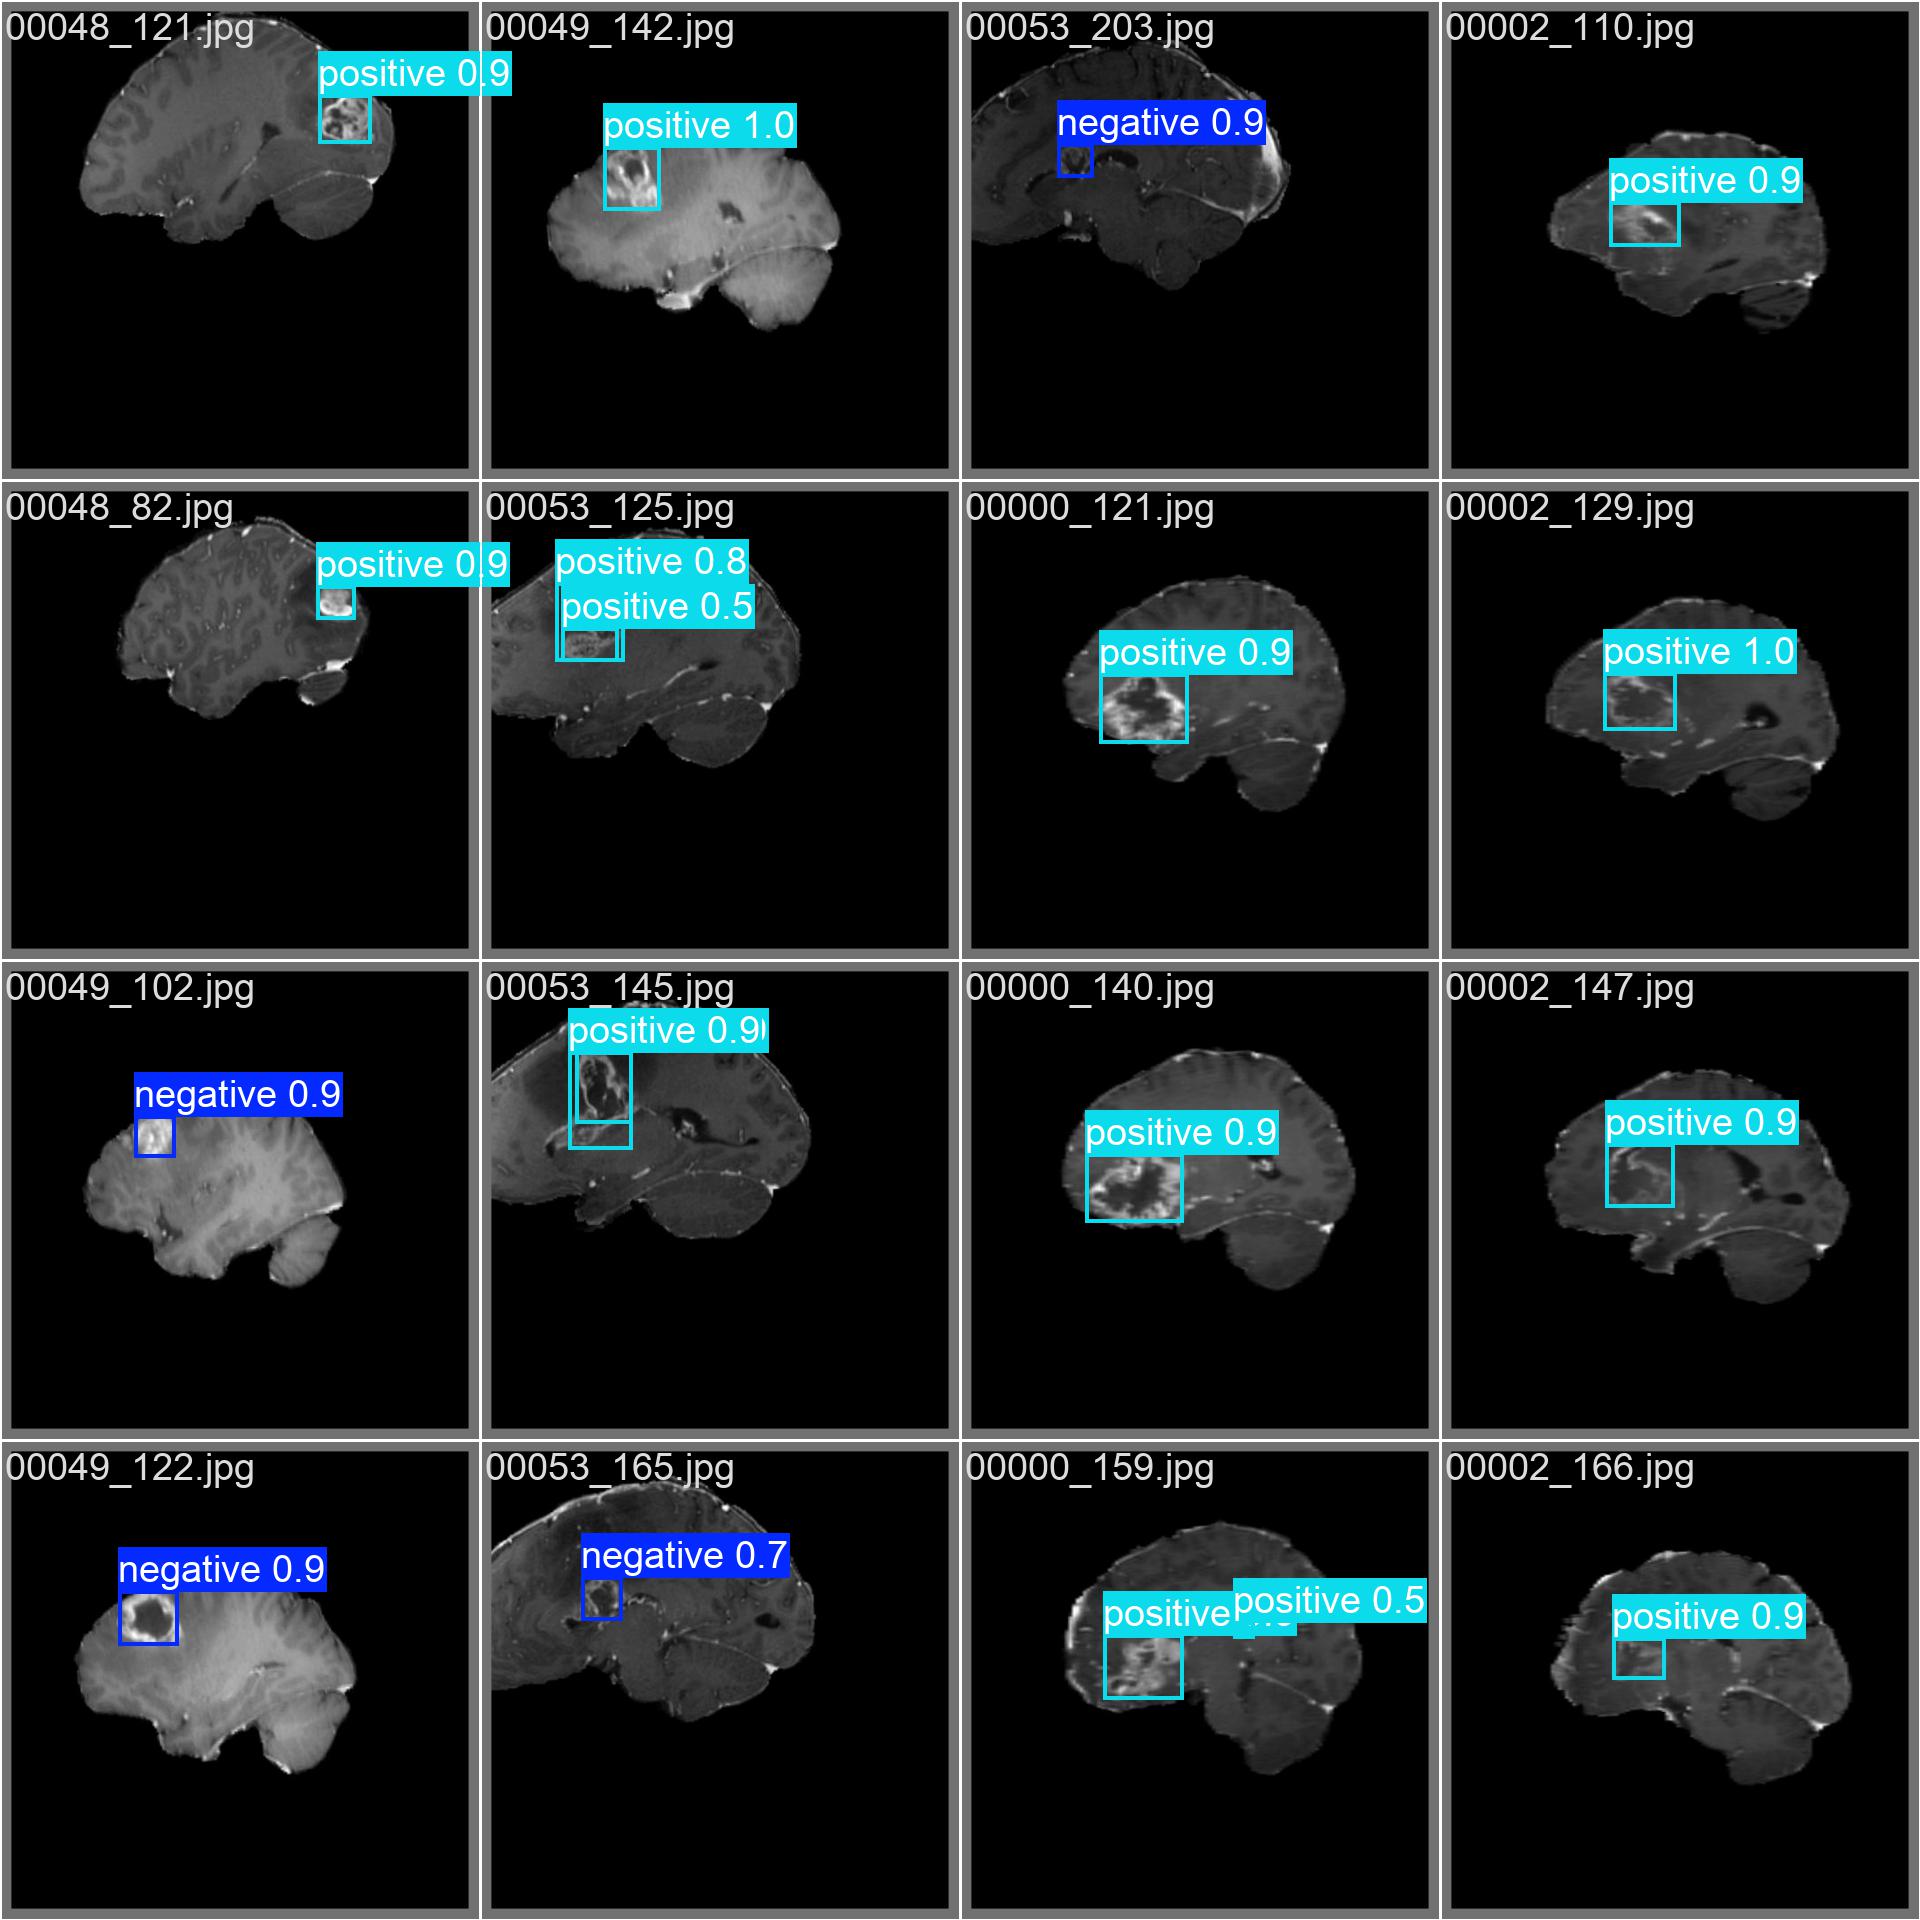 00048_121.jpg
positive 0.9
00049_142.jpg
positive 1.0
00053_203.jpg
negative 0.9
00002_110.jpg
positive 0.9
00048_82.jpg
positive 0.9
00053_125.jpg
positive 0.8
positive 0.5
00000_121.jpg
positive 0.9
00002_129.jpg
positive 1.0
00049_102.jpg
negative 0.9
00053_145.jpg
positive 0.9
00000_140.jpg
positive 0.9
00002_147.jpg
positive 0.9
00049_122.jpg
negative 0.9
00053_165.jpg
negative 0.7
00000_159.jpg
positive
positive 0.5
00002_166.jpg
positive 0.9